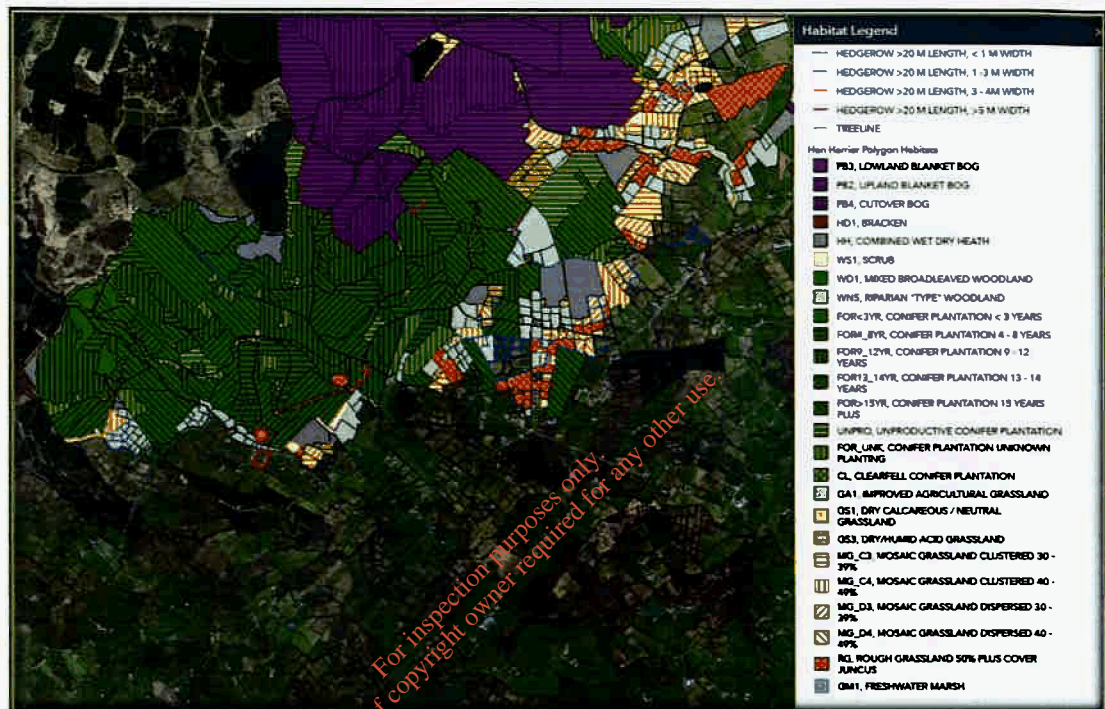 Habitat Legend
HEDGEROW >20 M LENGTH, < 1 M WIDTH
HEDGEROW >20 M LENGTH, 1 -3 M WIDTH
HEDGEROW >20 M LENGTH, 3 - 4M WIDTH
HEDGEROW >20 M LENGTH, >5 M WIDTH
TREELINE
Hen Harrier Polygon Habitats
PB3, LOWLAND BLANKET BOG
PB2, UPLAND BLANKET BOG
PB4, CUTOVER BOG
HD1, BRACKEN
HH, COMBINED WET DRY HEATH
WS1, SCRUB
WD1, MIXED BROADLEAVED WOODLAND
WN5, RIPARIAN "TYPE" WOODLAND
FOR<3YR, CONIFER PLANTATION < 3 YEARS
FOR4_8YR, CONIFER PLANTATION 4 - 8 YEARS
FOR9_12YR, CONIFER PLANTATION 9 - 12
YEARS
FOR13_14YR, CONIFER PLANTATION 13 - 14
YEARS
FOR>15YR, CONIFER PLANTATION 15 YEARS
PLUS
UNPRO, UNPRODUCTIVE CONIFER PLANTATION
FOR_UNK, CONIFER PLANTATION UNKNOWN
PLANTING
CL, CLEARFELL CONIFER PLANTATION
GA1, IMPROVED AGRICULTURAL GRASSLAND
GS1, DRY CALCAREOUS / NEUTRAL
GRASSLAND
GS3, DRY/HUMID ACID GRASSLAND
MG_C3, MOSAIC GRASSLAND CLUSTERED 30 -
39%
MG_C4, MOSAIC GRASSLAND CLUSTERED 40 -
49%
MG_D3, MOSAIC GRASSLAND DISPERSED 30 -
39%
MG_D4, MOSAIC GRASSLAND DISPERSED 40 -
49%
RG, ROUGH GRASSLAND 50% PLUS COVER
JUNCUS
GM1, FRESHWATER MARSH
For inspection purposes only.
f copyright owner required for any other use.